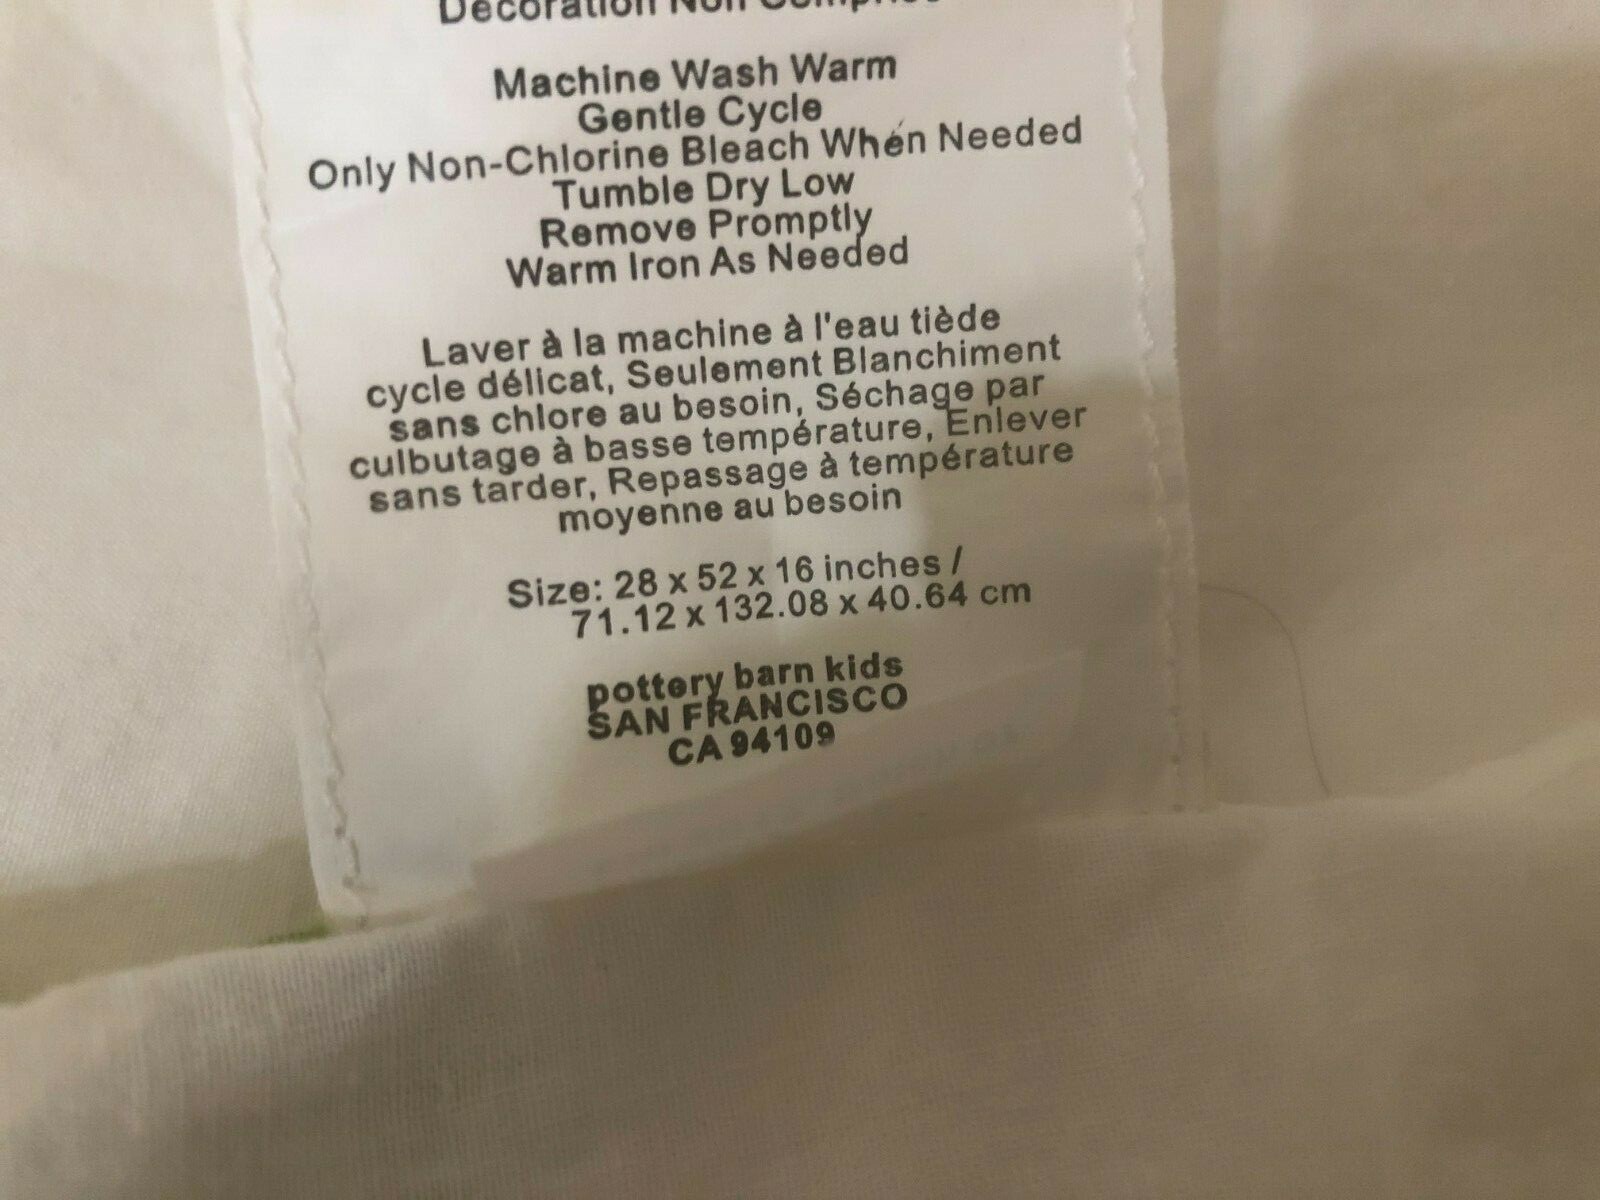 Decoration Non Comprise
Machine Wash Warm
Gentle Cycle
Only Non-Chlorine Bleach When Needed
Tumble Dry Low
Remove Promptly
Warm Iron As Needed
Laver à la machine à l'eau tiède
cycle délicat, Seulement Blanchiment
sans chlore au besoin, Séchage par
culbutage à basse température, Enlever
sans tarder, Repassage à température
moyenne au besoin
Size: 28 x 52 x 16 inches /
71.12 x 132.08 x 40.64 cm
pottery barn kids
SAN FRANCISCO
CA 94109